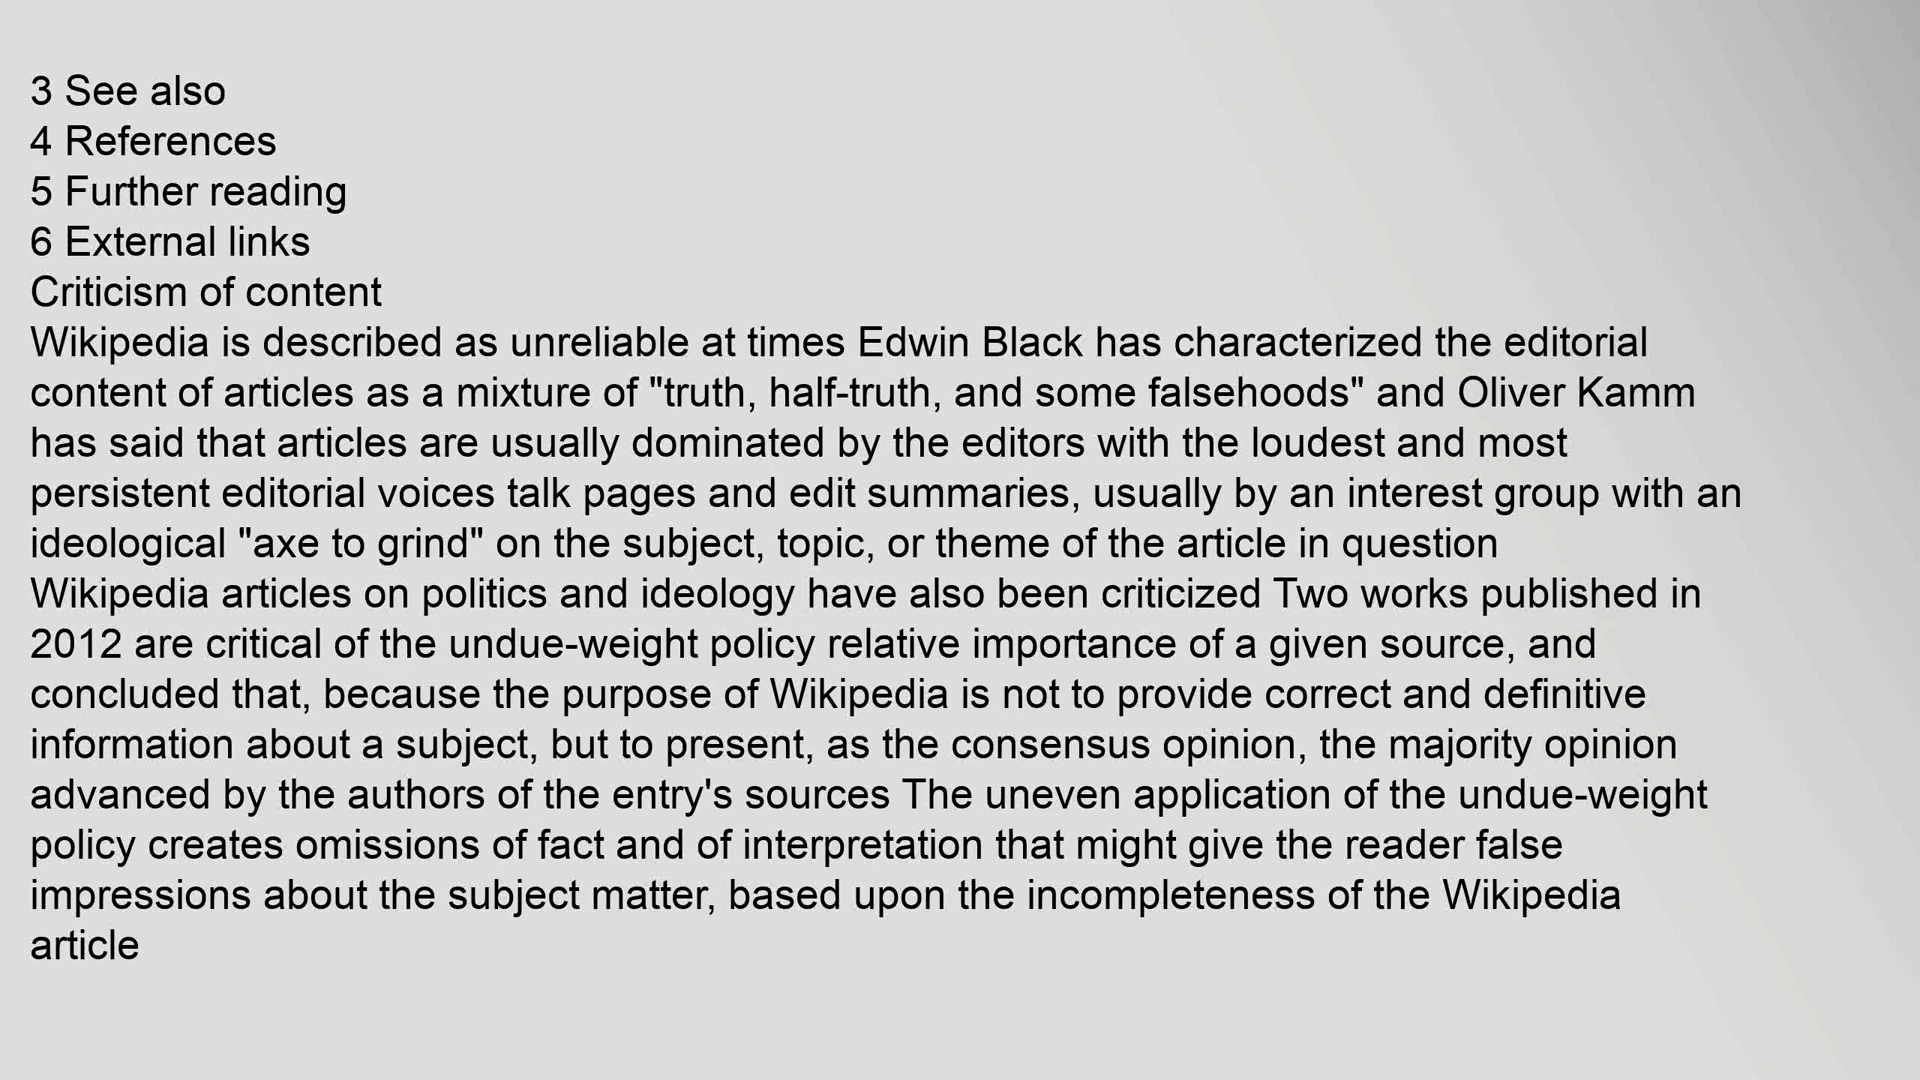 3 See also
4 References
5 Further reading
6 External links
Criticism of content
Wikipedia is described as unreliable at times Edwin Black has characterized the editorial
content of articles as a mixture of "truth, half-truth, and some falsehoods" and Oliver Kamm
has said that articles are usually dominated by the editors with the loudest and most
persistent editorial voices talk pages and edit summaries, usually by an interest group with an
ideological "axe to grind" on the subject, topic, or theme of the article in question
Wikipedia articles on politics and ideology have also been criticized Two works published in
2012 are critical of the undue-weight policy relative importance of a given source, and
concluded that, because the purpose of Wikipedia is not to provide correct and definitive
information about a subject, but to present, as the consensus opinion, the majority opinion
advanced by the authors of the entry's sources The uneven application of the undue-weight
policy creates omissions of fact and of interpretation that might give the reader false
impressions about the subject matter, based upon the incompleteness of the Wikipedia
article